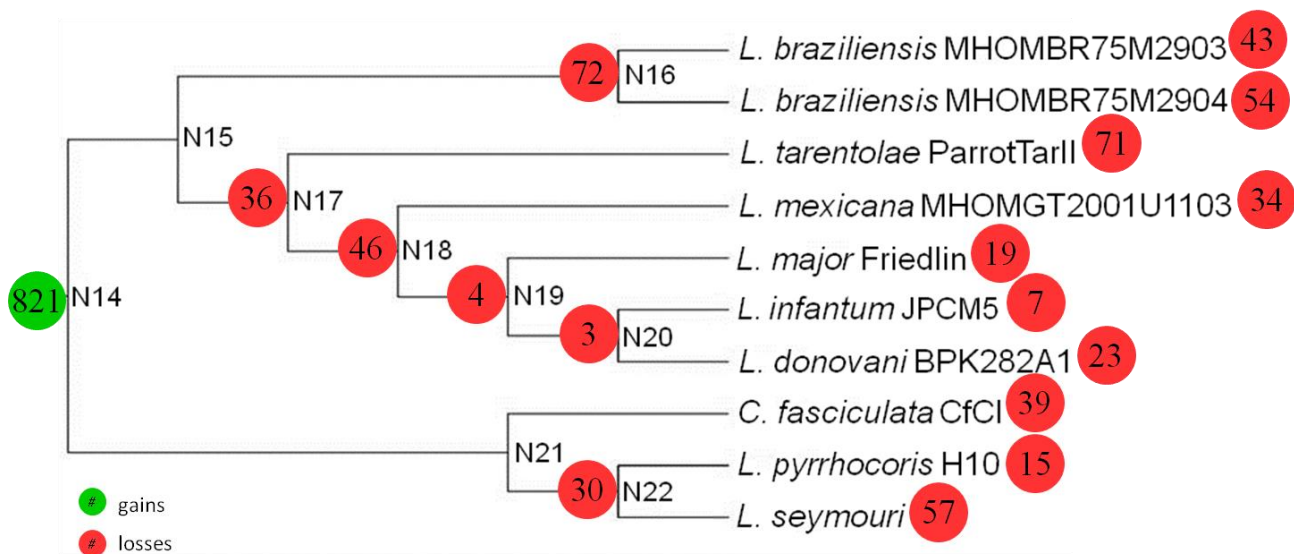 L. braziliensis MHOMBR75M2903 43
72 N16
L. braziliensis MHOMBR75M2904 54
N15
L. tarentolae ParrotTarII 71
36 N17
L. mexicana MHOMGT2001U1103 34
46 N18
L. major Friedlin 19
821 N14
4 N19
L. infantum JPCM5 7
3 N20
L. donovani BPK282A1 23
C. fasciculata CfCl 39
N21
L. pyrrhocoris H10 15
30 N22
# gains
L. seymouri 57
# losses